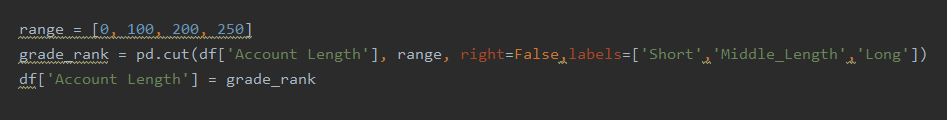 range = [0, 100, 200, 250]
grade_rank = pd.cut(df['Account Length'], range, right=False,labels=['Short','Middle_Length','Long'])
df['Account Length'] = grade_rank